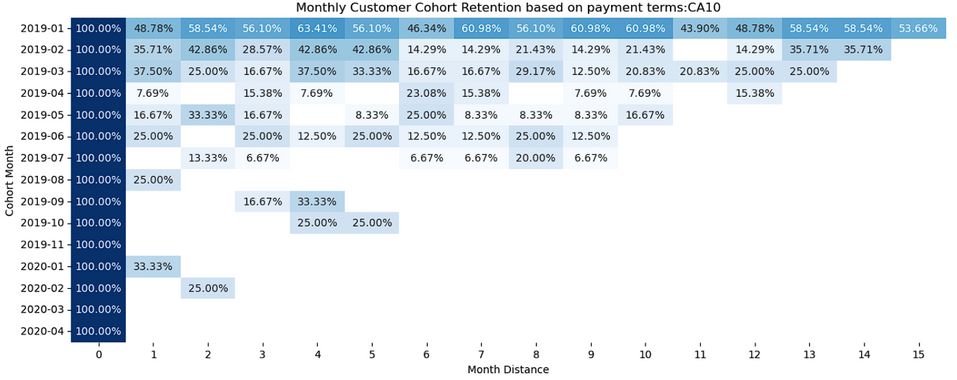 Monthly Customer Cohort Retention based on payment terms:CA10
2019-01 100.00% 48.78% 58.54% 56.10% 63.41% 56.10% 46.34% 60.98% 56.10% 60.98% 60.98% 43.90% 48.78% 58.54% 58.54% 53.66%
2019-02 100.00% 35.71% 42.86% 28.57% 42.86% 42.86% 14.29% 14.29% 21.43% 14.29% 21.43% 14.29% 35.71% 35.71%
2019-03 100.00% 37.50% 25.00% 16.67% 37.50% 33.33% 16.67% 16.67% 29.17% 12.50% 20.83% 20.83% 25.00% 25.00%
2019-04 100.00% 7.69% 15.38% 7.69% 23.08% 15.38% 7.69% 7.69% 15.38%
2019-05 100.00% 16.67% 33.33% 16.67% 8.33% 25.00% 8.33% 8.33% 8.33% 16.67%
2019-06 100.00% 25.00% 25.00% 12.50% 25.00% 12.50% 12.50% 25.00% 12.50%
2019-07 100.00% 13.33% 6.67% 6.67% 6.67% 20.00% 6.67%
2019-08 100.00% 25.00%
2019-09 100.00% 16.67% 33.33%
2019-10 100.00% 25.00% 25.00%
2019-11 100.00%
2020-01 100.00% 33.33%
2020-02 100.00% 25.00%
2020-03 100.00%
2020-04 100.00%
Cohort Month
0 1 2 3 4 5 6 7 8 9 10 11 12 13 14 15
Month Distance